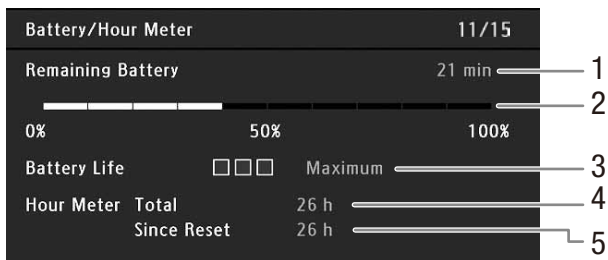 Battery/Hour Meter 11/15
Remaining Battery 21 min 1
2
0% 50% 100%
Battery Life Maximum 3
Hour Meter Total 26 h 4
Since Reset 26 h 5